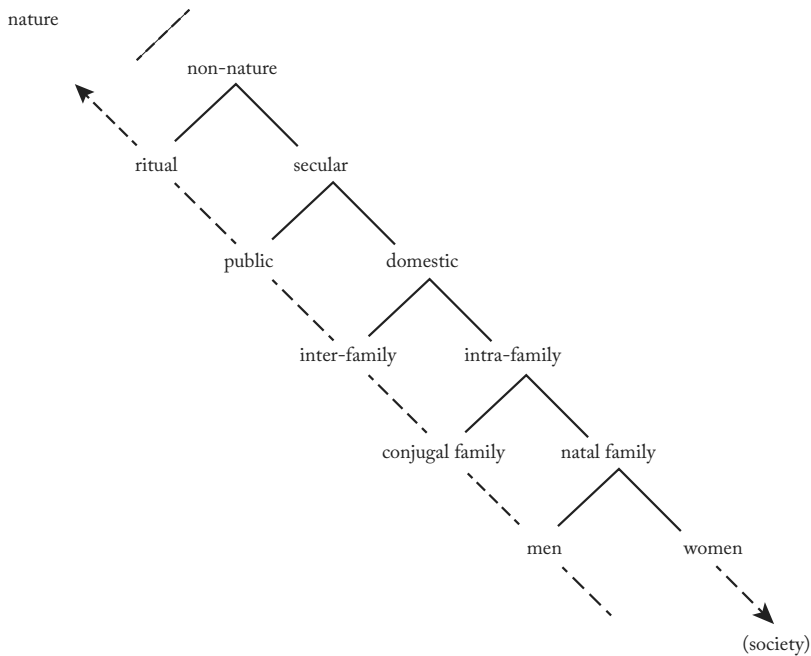 nature
non-nature
ritual
secular
public
domestic
inter-family
intra-family
conjugal family
natal family
men
women
(society)